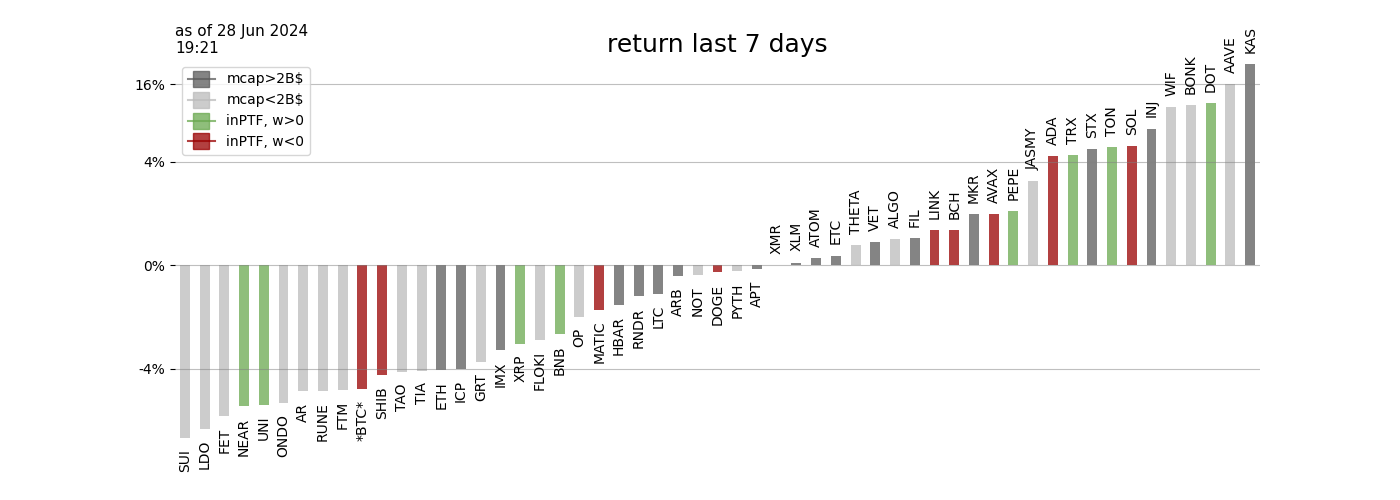 as of 28 Jun 2024
19:21
return last 7 days
mcap>2B$
mcap<2B$
inPTF, w>0
inPTF, w<0
16%
4%
0%
-4%
SUI
LDO
FET
NEAR
UNI
ONDO
AR
RUNE
FTM
*BTC*
SHIB
TAO
TIA
ETH
ICP
GRT
IMX
XRP
FLOKI
BNB
OP
MATIC
HBAR
RNDR
LTC
ARB
NOT
DOGE
PYTH
APT
XMR
XLM
ATOM
ETC
THETA
VET
ALGO
FIL
LINK
BCH
MKR
AVAX
PEPE
JASMY
ADA
TRX
STX
TON
SOL
INJ
WIF
BONK
DOT
AAVE
KAS